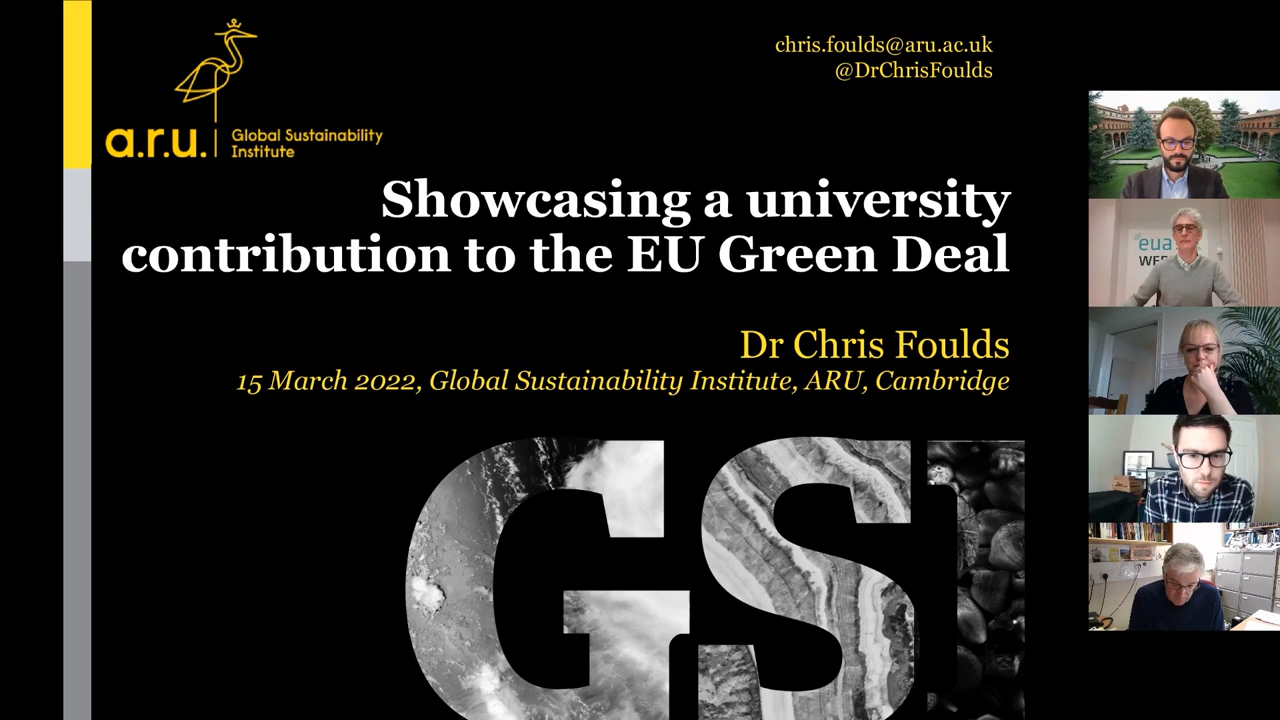 chris.foulds@aru.ac.uk
@DrChrisFoulds
a.r.u.
Global Sustainability
Institute
Showcasing a university
contribution to the EU Green Deal
Dr Chris Foulds
15 March 2022, Global Sustainability Institute, ARU, Cambridge
GSI
eua